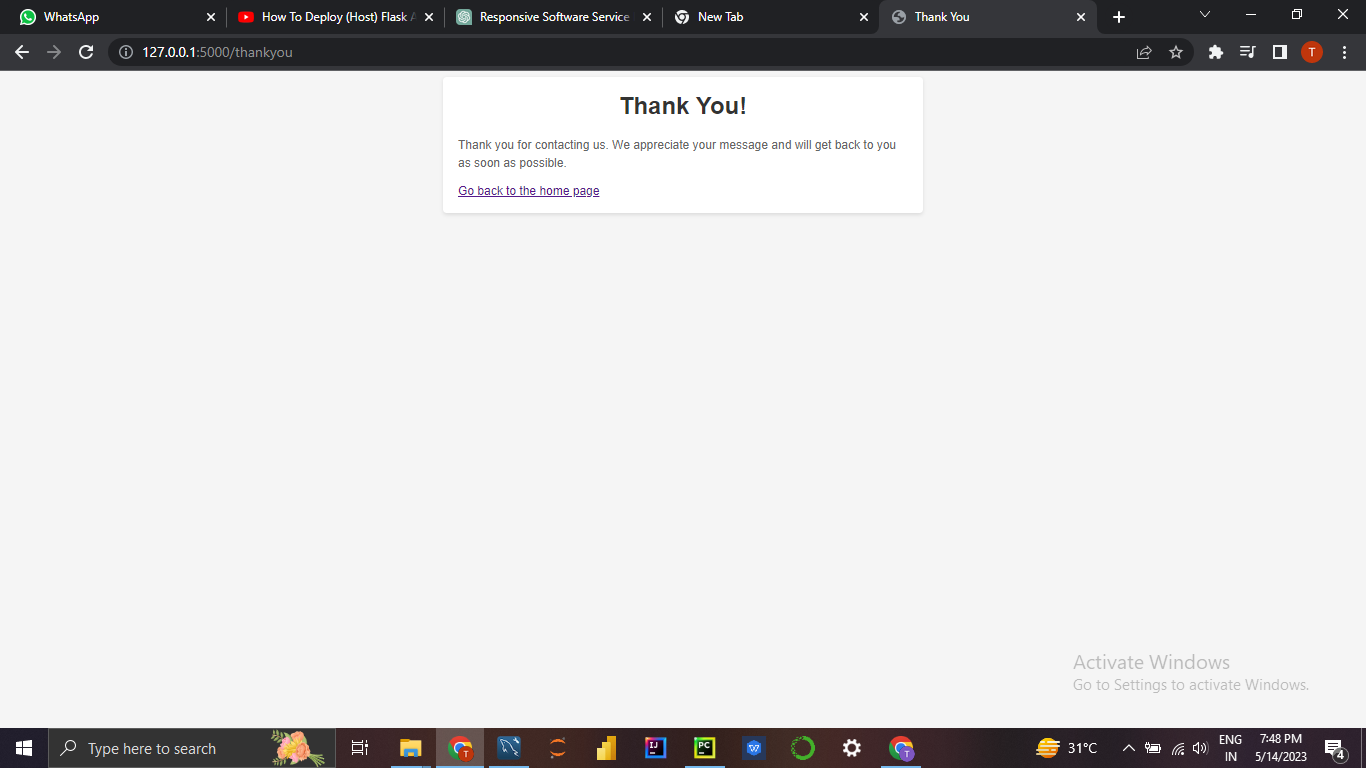 WhatsApp
How To Deploy (Host) Flask A
Responsive Software Service
New Tab
Thank You
127.0.0.1:5000/thankyou
T
Thank You!
Thank you for contacting us. We appreciate your message and will get back to you
as soon as possible.
Go back to the home page
Activate Windows
Go to Settings to activate Windows.
Type here to search
T
IJ
PC
W
T
31°C
ENG
IN
7:48 PM
5/14/2023
4